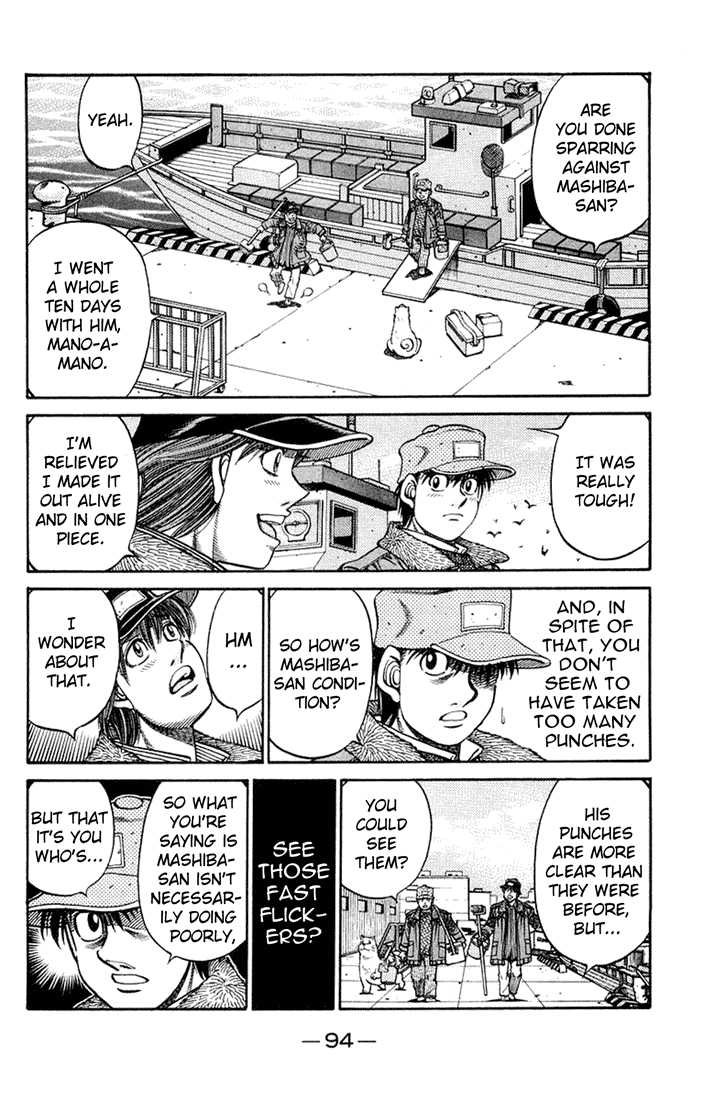 ARE
YOU DONE
SPARRING
AGAINST
MASHIBA-
SAN?
YEAH.
I WENT
A WHOLE
TEN DAYS
WITH HIM,
MANO-A-
MANO.
IT WAS
REALLY
TOUGH!
I'M
RELIEVED
I MADE IT
OUT ALIVE
AND IN ONE
PIECE.
AND, IN
SPITE OF
THAT, YOU
DON'T
SEEM TO
HAVE TAKEN
TOO MANY
PUNCHES.
SO HOW'S
MASHIBA-
SAN CONDI-
TION?
HM
...
I
WONDER
ABOUT
THAT.
HIS
PUNCHES
ARE MORE
CLEAR THAN
THEY WERE
BEFORE,
BUT...
YOU
COULD
SEE
THEM?
SEE
THOSE
FAST
FLICK-
ERS?
SO WHAT
YOU'RE
SAYING IS
MASHIBA-
SAN ISN'T
NECESSAR-
ILY DOING
POORLY,
BUT THAT
IT'S YOU
WHO'S...
—94—